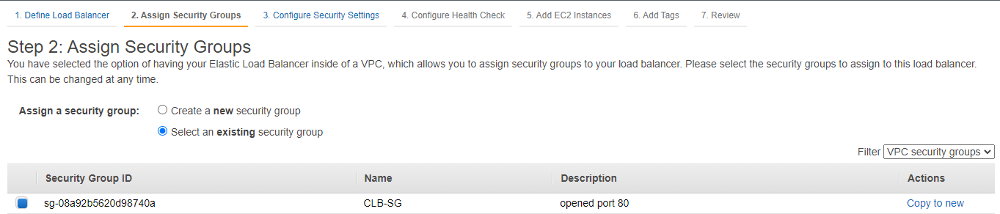 1. Define Load Balancer 2. Assign Security Groups 3. Configure Security Settings 4. Configure Health Check 5. Add EC2 Instances 6. Add Tags 7. Review
Step 2: Assign Security Groups
You have selected the option of having your Elastic Load Balancer inside of a VPC, which allows you to assign security groups to your load balancer. Please select the security groups to assign to this load balancer.
This can be changed at any time.
Assign a security group: Create a new security group
Select an existing security group
Filter VPC security groups
Security Group ID Name Description Actions
sg-08a92b5620d98740a CLB-SG opened port 80 Copy to new